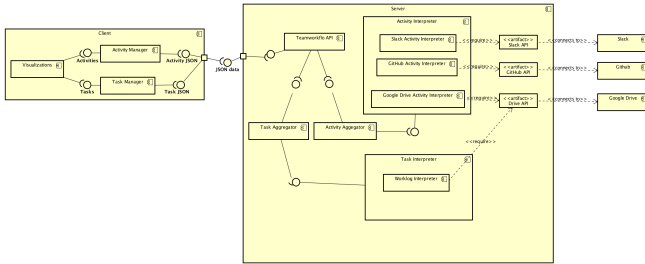 Client
Activity Manager
Visualizations
Activities
Activity JSON
Task Manager
Tasks
Task JSON
JSON data
Server
Teamworkflo API
Activity Interpreter
Slack Activity Interpreter
GitHub Activity Interpreter
Google Drive Activity Interpreter
<<require>>
<<require>>
<<require>>
<<artifact>>
Slack API
<<artifact>>
GitHub API
<<artifact>>
Drive API
<<connects to>>
<<connects to>>
<<connects to>>
Slack
Github
Google Drive
Task Aggregator
Activity Aggegator
<<require>>
Task Interpreter
Worklog Interpreter